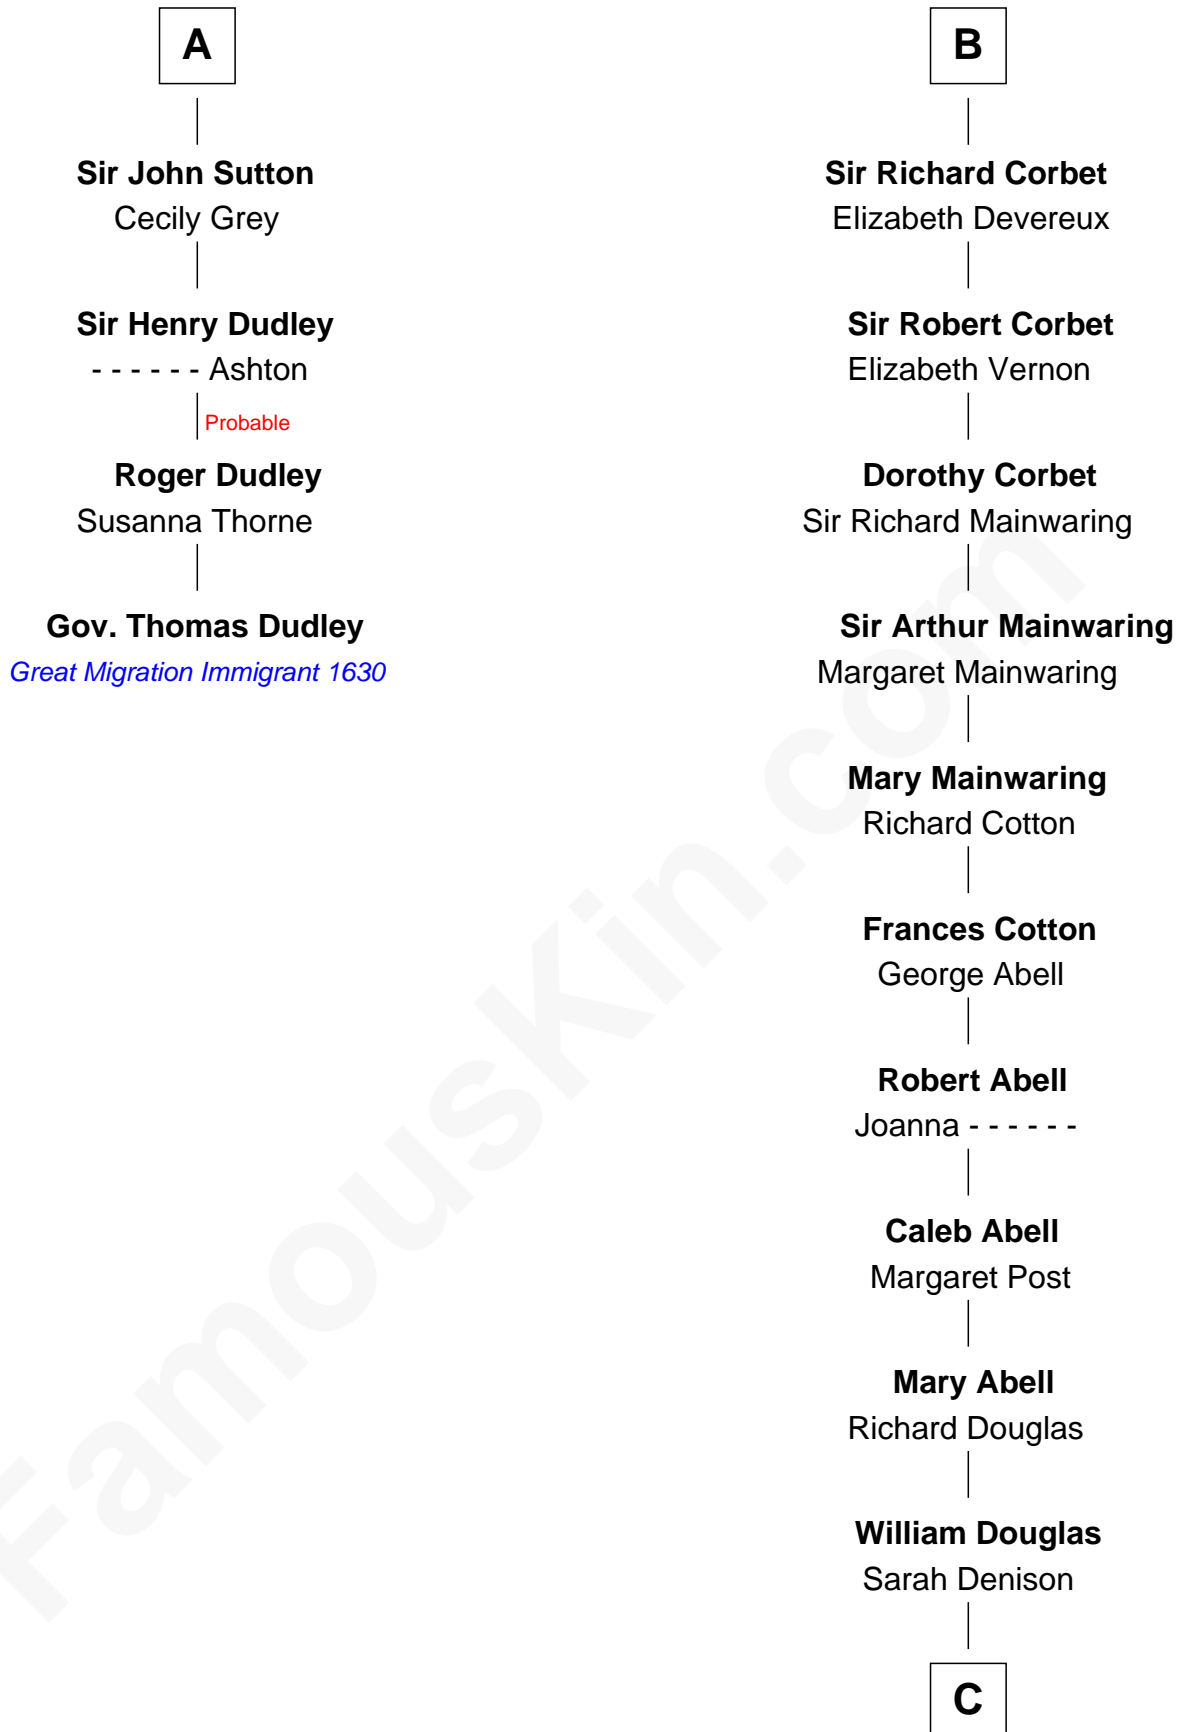 A
Sir John Sutton
Cecily Grey
Sir Henry Dudley
- - - - - - Ashton
Probable
Roger Dudley
Susanna Thorne
Gov. Thomas Dudley
Great Migration Immigrant 1630
B
Sir Richard Corbet
Elizabeth Devereux
Sir Robert Corbet
Elizabeth Vernon
Dorothy Corbet
Sir Richard Mainwaring
Sir Arthur Mainwaring
Margaret Mainwaring
Mary Mainwaring
Richard Cotton
Frances Cotton
George Abell
Robert Abell
Joanna - - - - - -
Caleb Abell
Margaret Post
Mary Abell
Richard Douglas
William Douglas
Sarah Denison
C
FamousKin.com